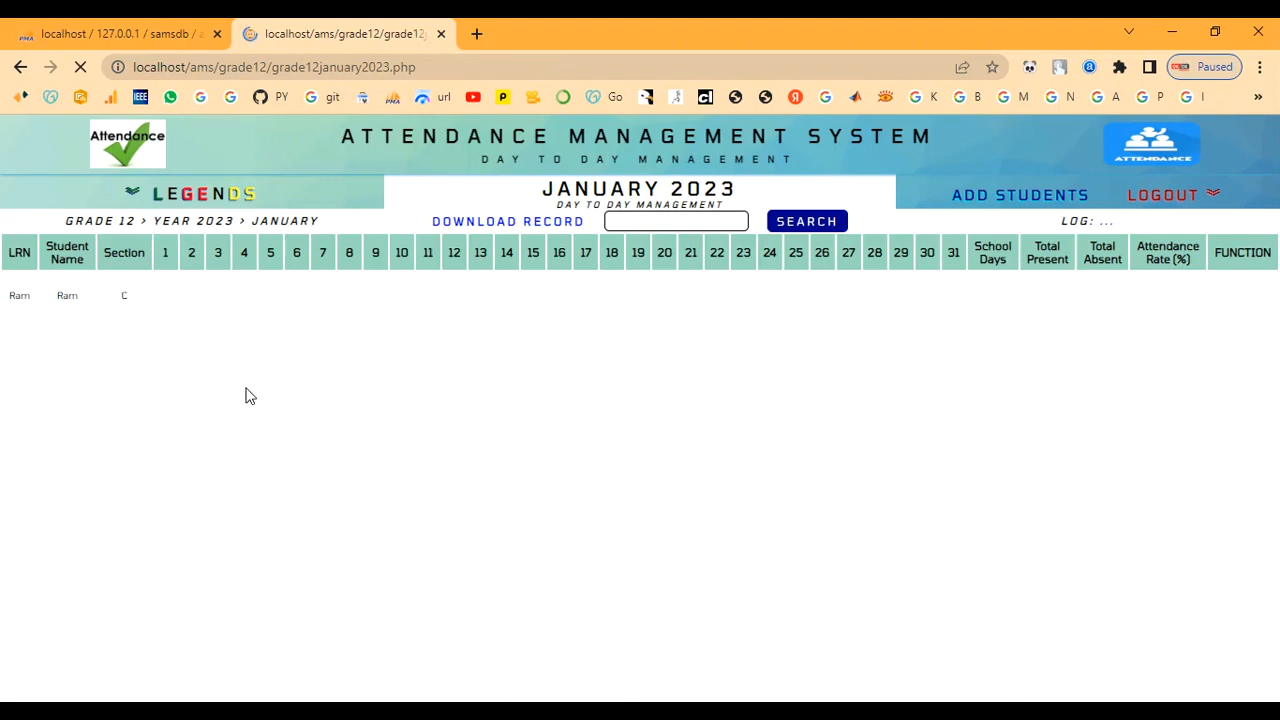 localhost / 127.0.0.1 / samsdb / a
localhost/ams/grade12/grade12j
localhost/ams/grade12/grade12january2023.php
Paused
IEEE PY git PMA url Go K B M N A P I »
Attendance
ATTENDANCE MANAGEMENT SYSTEM
DAY TO DAY MANAGEMENT
ATTENDANCE
LEGENDS
JANUARY 2023
DAY TO DAY MANAGEMENT
ADD STUDENTS LOGOUT
GRADE 12 > YEAR 2023 > JANUARY
DOWNLOAD RECORD SEARCH
LOG: ...
LRN Student Name Section 1 2 3 4 5 6 7 8 9 10 11 12 13 14 15 16 17 18 19 20 21 22 23 24 25 26 27 28 29 30 31 School Days Total Present Total Absent Attendance Rate (%) FUNCTION
Ram Ram C